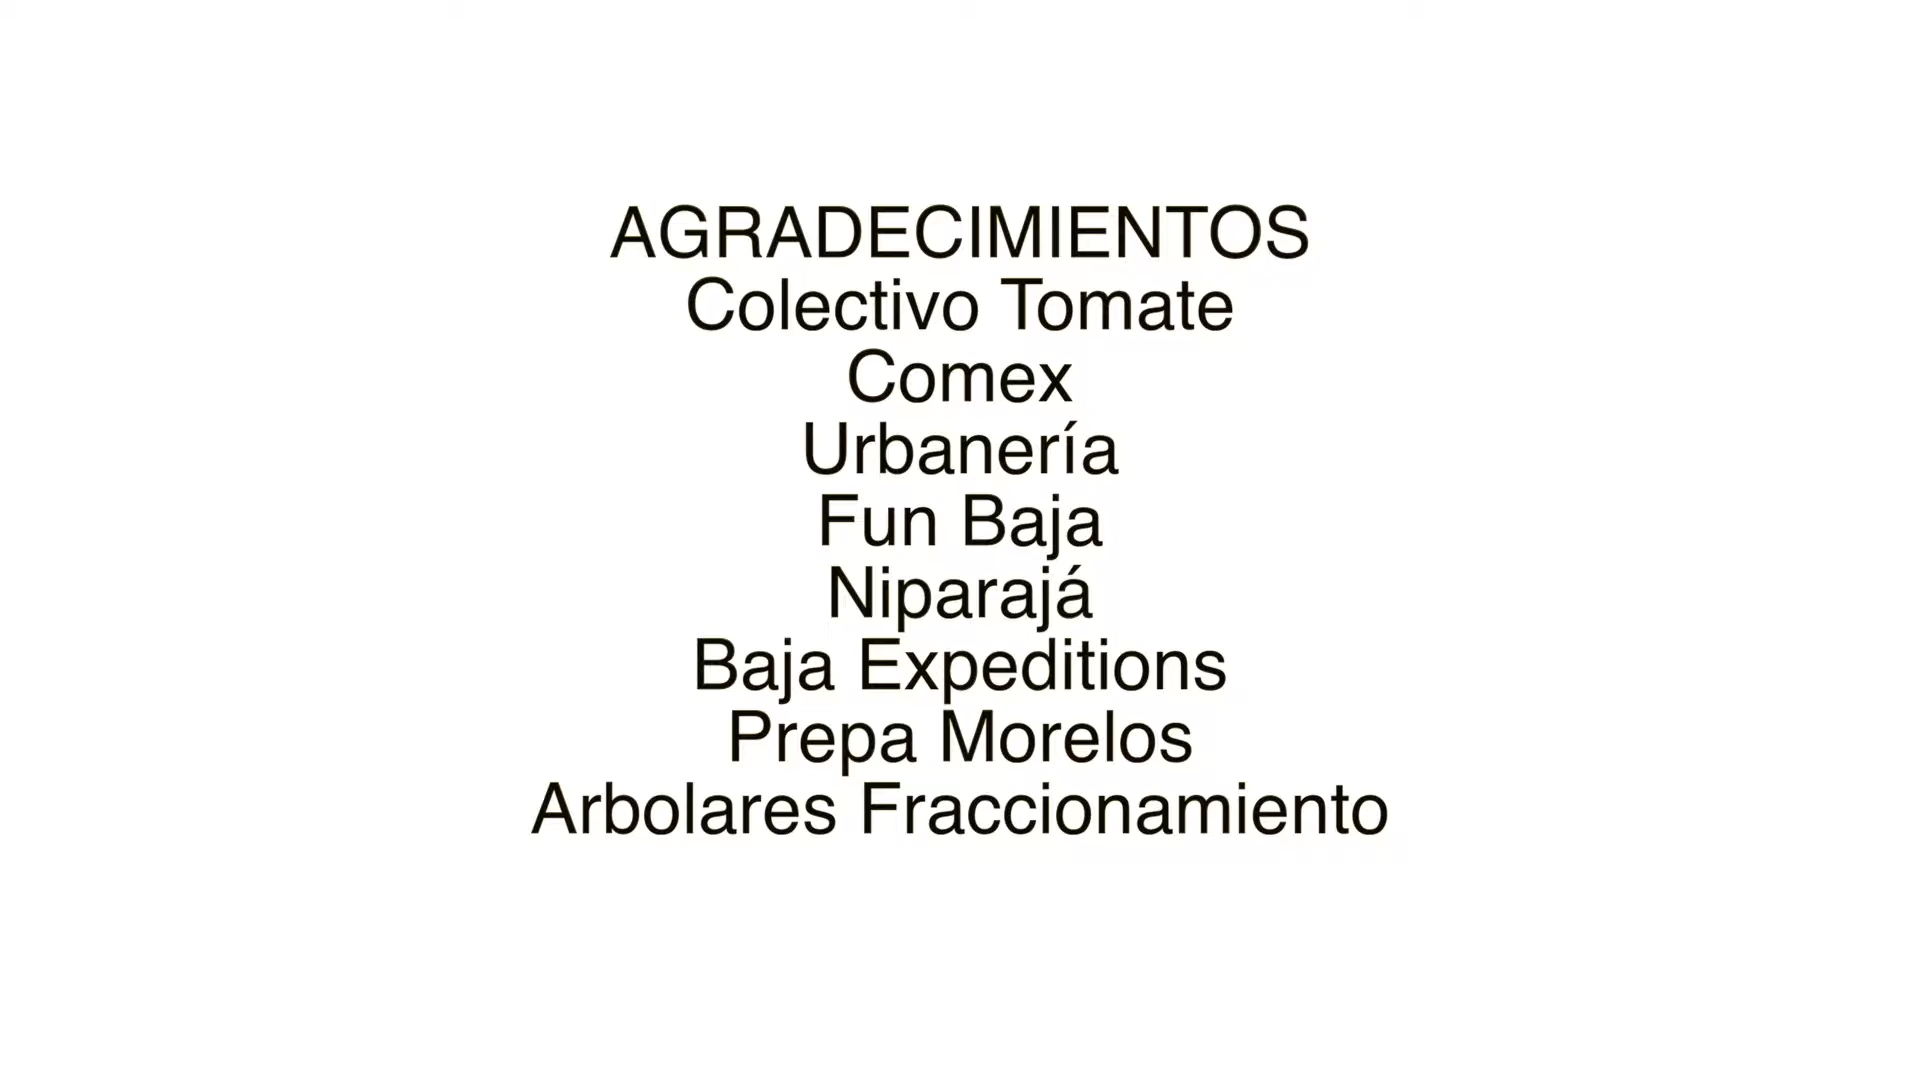 AGRADECIMIENTOS
Colectivo Tomate
Comex
Urbanería
Fun Baja
Niparajá
Baja Expeditions
Prepa Morelos
Arbolares Fraccionamiento